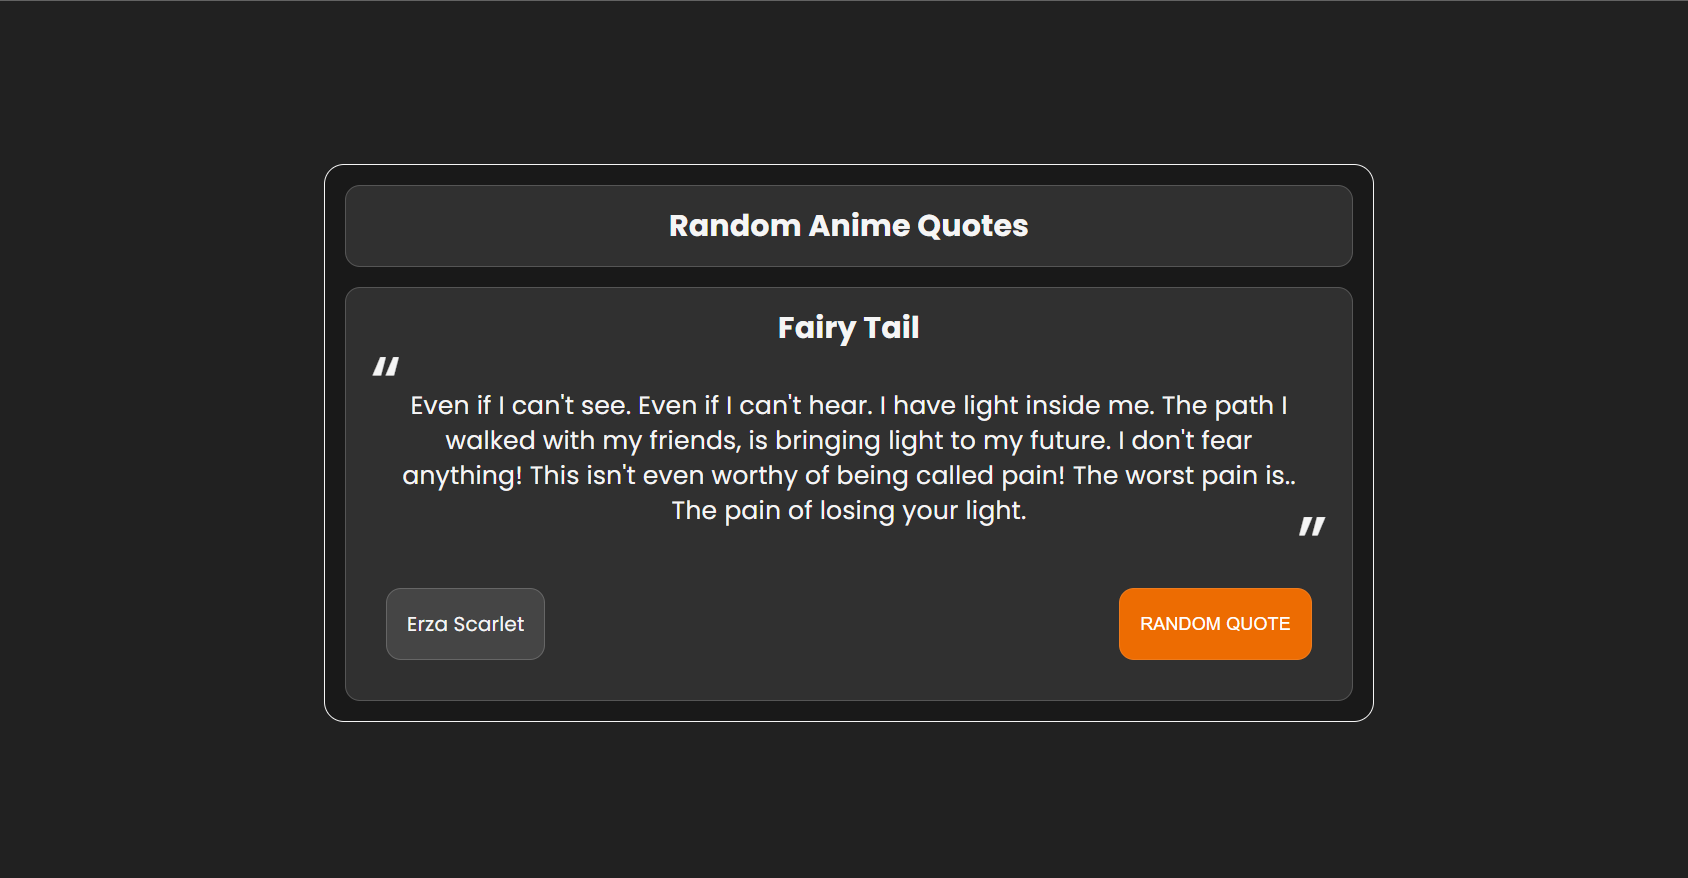 Random Anime Quotes
Fairy Tail
“
Even if I can't see. Even if I can't hear. I have light inside me. The path I
walked with my friends, is bringing light to my future. I don't fear
anything! This isn't even worthy of being called pain! The worst pain is..
The pain of losing your light.
”
Erza Scarlet
RANDOM QUOTE